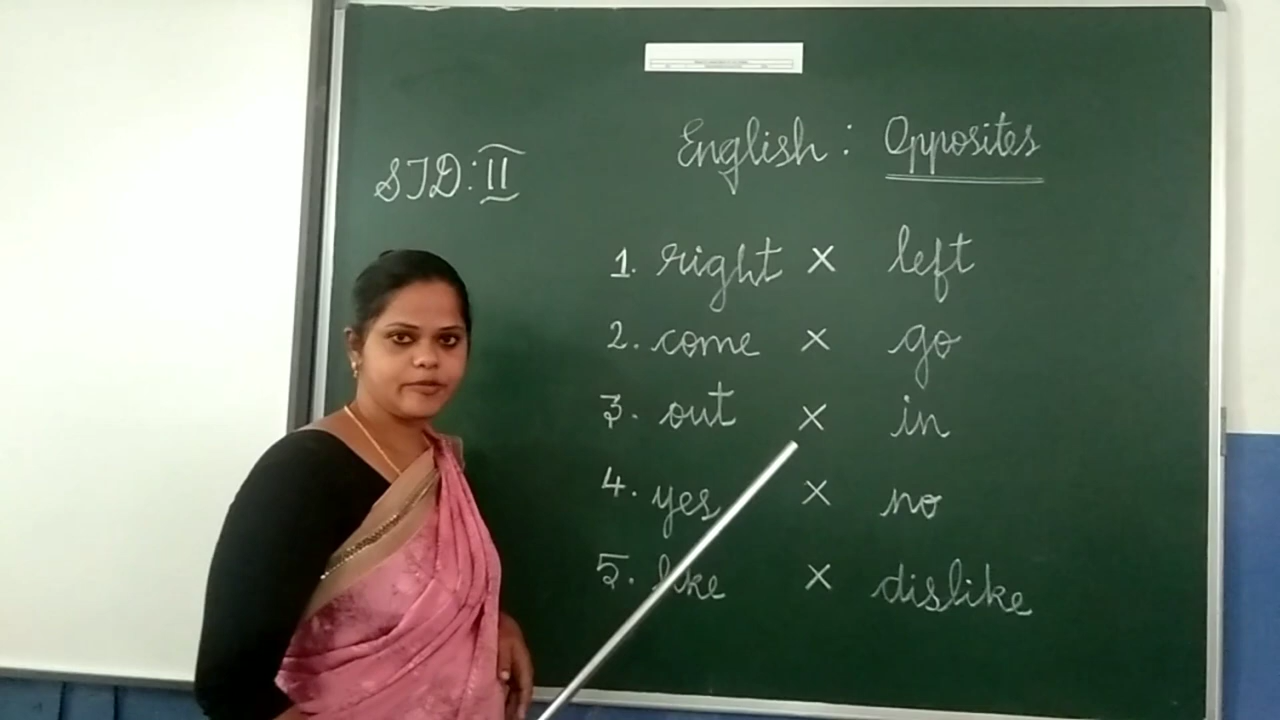 STD: II
English: Opposites
1. right × left
2. come × go
3. out × in
4. yes × no
5. like × dislike